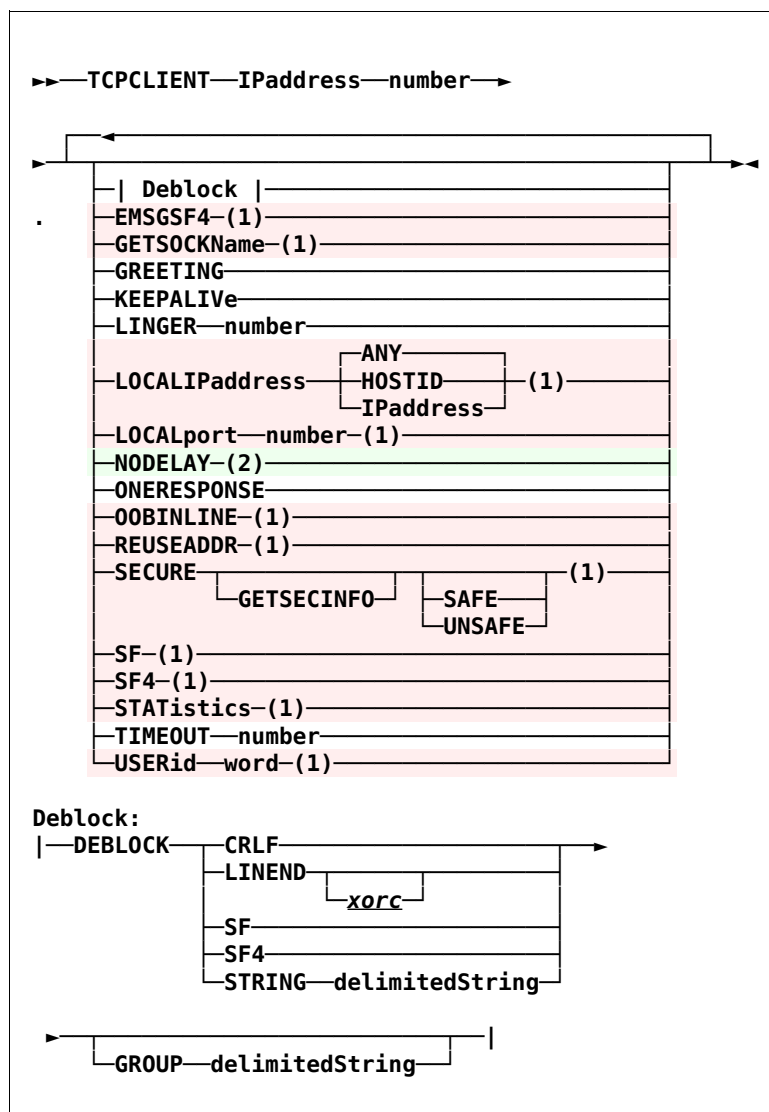 ►►──TCPCLIENT──IPaddress──number──►
| Deblock |
. EMSGSF4─(1)
GETSOCKName─(1)
GREETING
KEEPALIVe
LINGER──number
ANY
LOCALIPaddress HOSTID (1)
IPaddress
LOCALport──number─(1)
NODELAY─(2)
ONERESPONSE
OOBINLINE─(1)
REUSEADDR─(1)
SECURE (1)
GETSECINFO SAFE
UNSAFE
SF─(1)
SF4─(1)
STATistics─(1)
TIMEOUT──number
USERid──word─(1)
Deblock:
|──DEBLOCK CRLF
LINEND
xorc
SF
SF4
STRING──delimitedString
GROUP──delimitedString